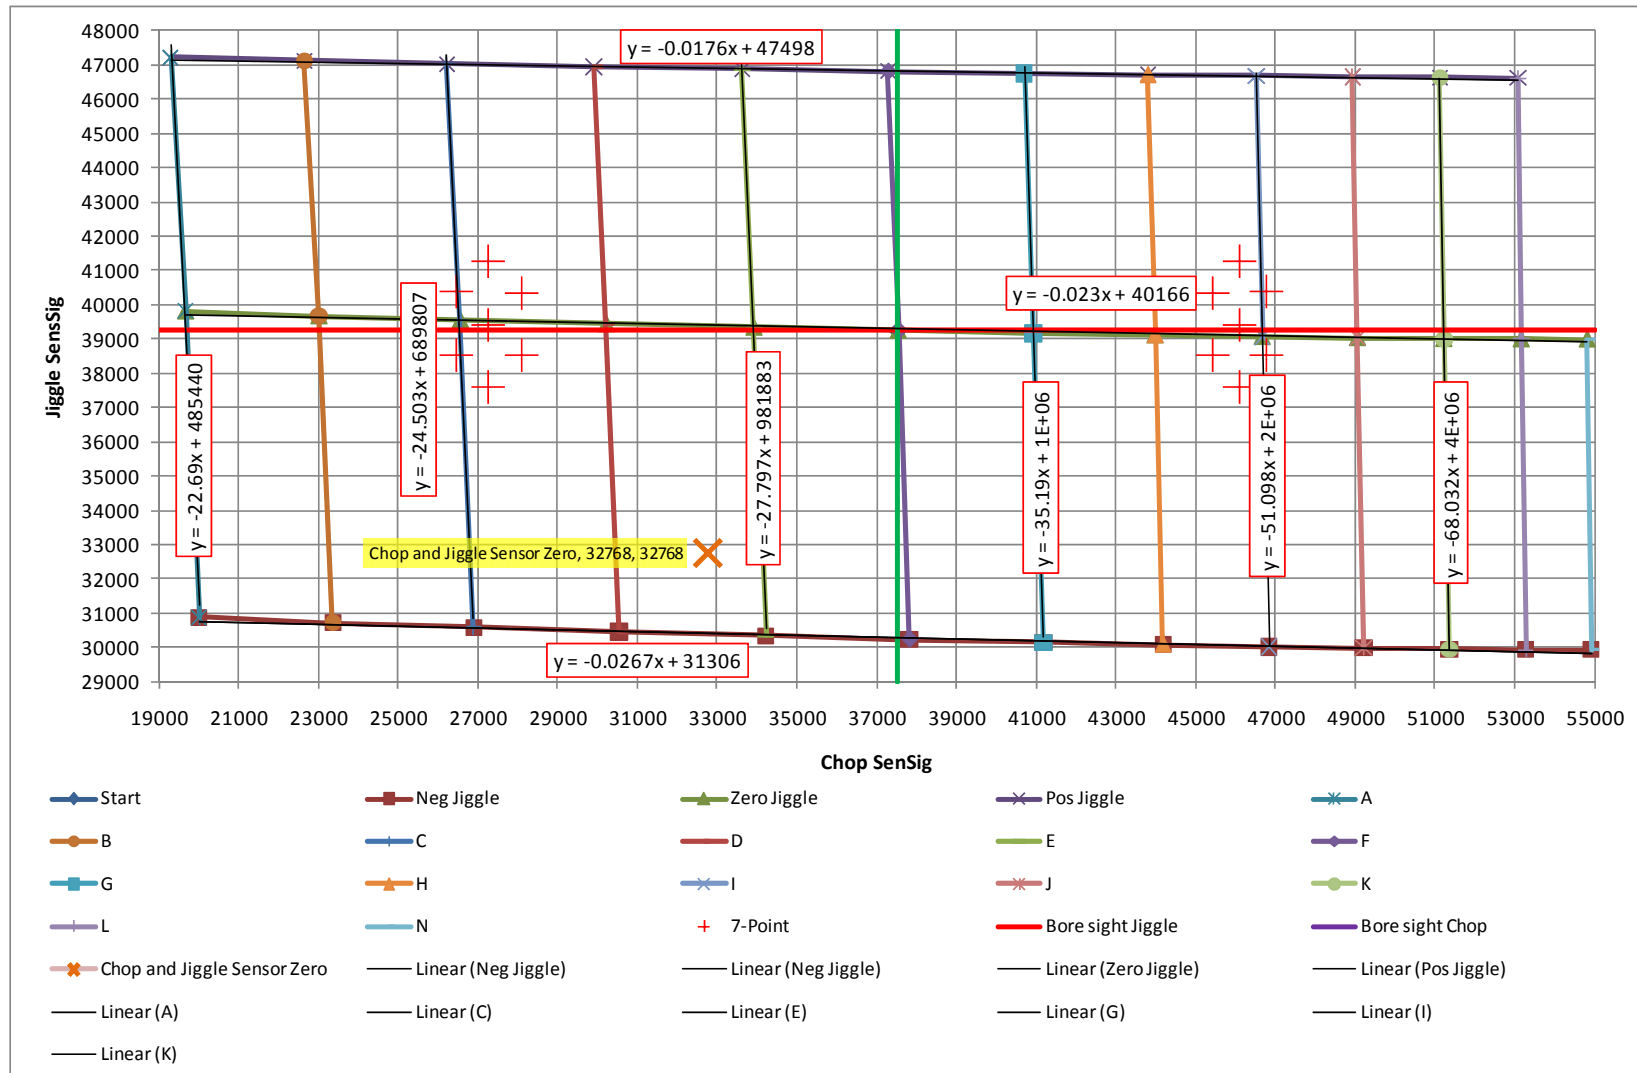 48000
47000
46000
45000
44000
43000
42000
41000
40000
39000
38000
37000
36000
35000
34000
33000
32000
31000
30000
29000
Jiggle SensSig
y = -0.0176x + 47498
y = -0.023x + 40166
y = -0.0267x + 31306
y = -22.69x + 485440
y = -24.503x + 689807
y = -27.797x + 981883
y = -35.19x + 1E+06
y = -51.098x + 2E+06
y = -68.032x + 4E+06
Chop and Jiggle Sensor Zero, 32768, 32768
19000 21000 23000 25000 27000 29000 31000 33000 35000 37000 39000 41000 43000 45000 47000 49000 51000 53000 55000
Chop SenSig
Start Neg Jiggle Zero Jiggle Pos Jiggle A
B C D E F
G H I J K
L N 7-Point Bore sight Jiggle Bore sight Chop
Chop and Jiggle Sensor Zero Linear (Neg Jiggle) Linear (Neg Jiggle) Linear (Zero Jiggle) Linear (Pos Jiggle)
Linear (A) Linear (C) Linear (E) Linear (G) Linear (I)
Linear (K)